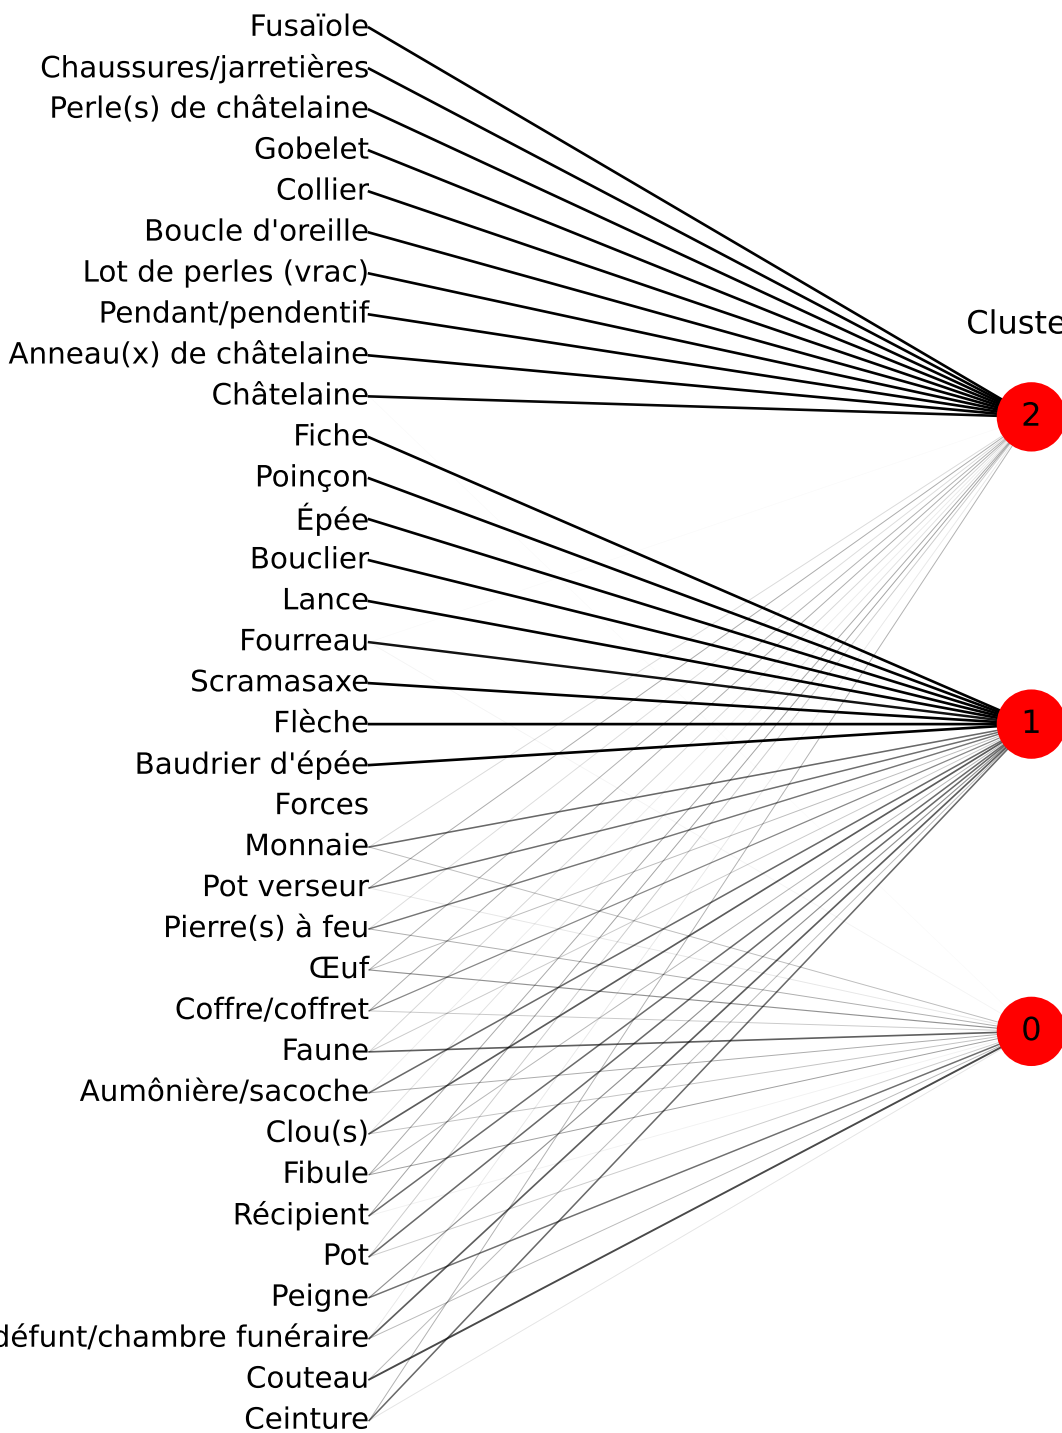 Fusaïole
Chaussures/jarretières
Perle(s) de châtelaine
Gobelet
Collier
Boucle d'oreille
Lot de perles (vrac)
Pendant/pendentif
Anneau(x) de châtelaine
Châtelaine
Fiche
Poinçon
Épée
Bouclier
Lance
Fourreau
Scramasaxe
Flèche
Baudrier d'épée
Forces
Monnaie
Pot verseur
Pierre(s) à feu
Œuf
Coffre/coffret
Faune
Aumônière/sacoche
Clou(s)
Fibule
Récipient
Pot
Peigne
défunt/chambre funéraire
Couteau
Ceinture
Cluste
2
1
0